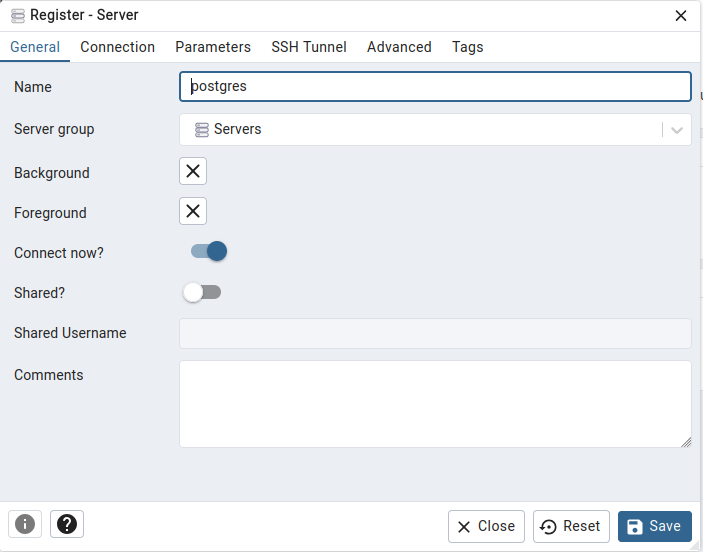 Register - Server
General Connection Parameters SSH Tunnel Advanced Tags
Name postgres
Server group Servers
Background
Foreground
Connect now?
Shared?
Shared Username
Comments
Close Reset Save